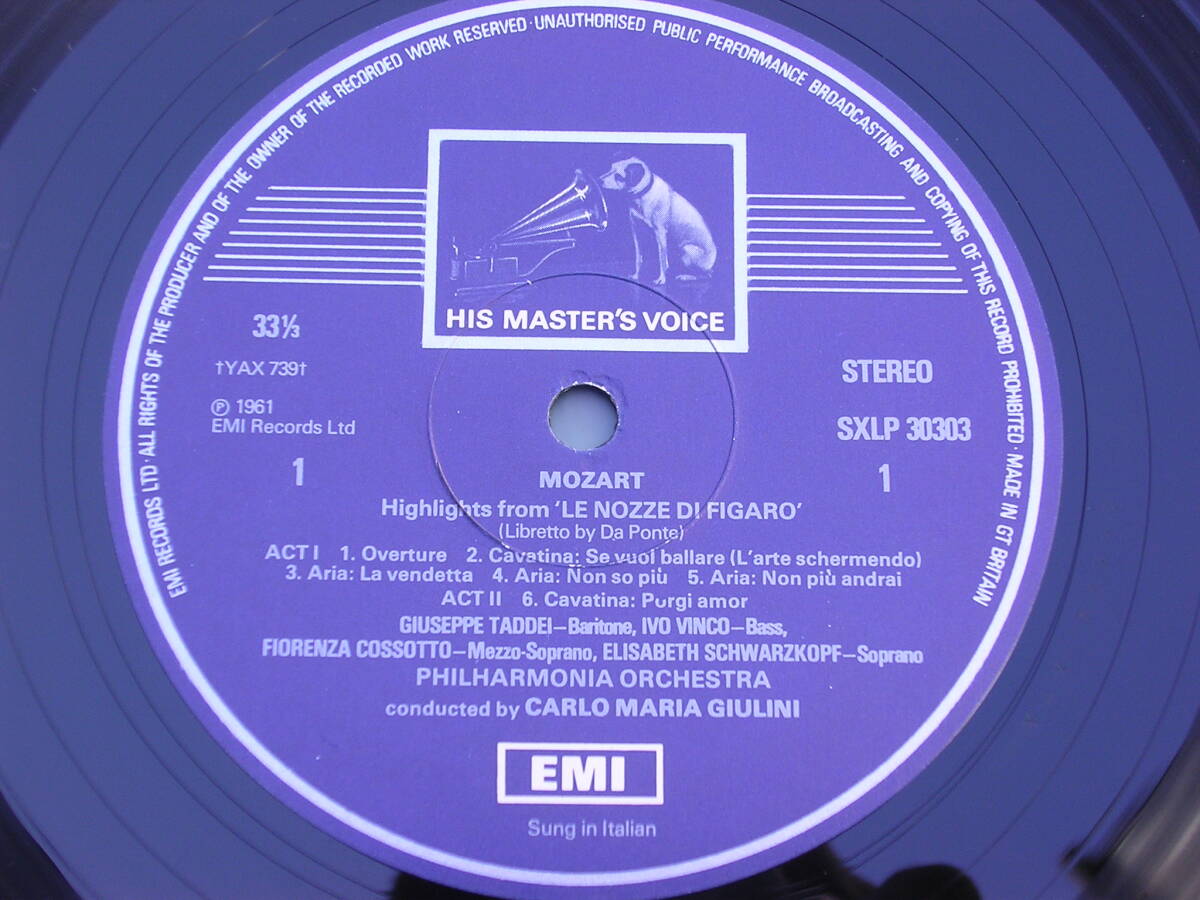 EMI RECORDS LTD · ALL RIGHTS OF THE PRODUCER AND OF THE OWNER OF THE RECORDED WORK RESERVED · UNAUTHORISED PUBLIC PERFORMANCE BROADCASTING AND COPYING OF THIS RECORD PROHIBITED · MADE IN GT BRITAIN
HIS MASTER'S VOICE
33⅓
†YAX 739†
℗ 1961
EMI Records Ltd
1
STEREO
SXLP 30303
1
MOZART
Highlights from 'LE NOZZE DI FIGARO'
(Libretto by Da Ponte)
ACT I 1. Overture 2. Cavatina: Se vuol ballare (L'arte schermendo)
3. Aria: La vendetta 4. Aria: Non so più 5. Aria: Non più andrai
ACT II 6. Cavatina: Porgi amor
GIUSEPPE TADDEI—Baritone, IVO VINCO—Bass,
FIORENZA COSSOTTO—Mezzo-Soprano, ELISABETH SCHWARZKOPF—Soprano
PHILHARMONIA ORCHESTRA
conducted by CARLO MARIA GIULINI
EMI
Sung in Italian